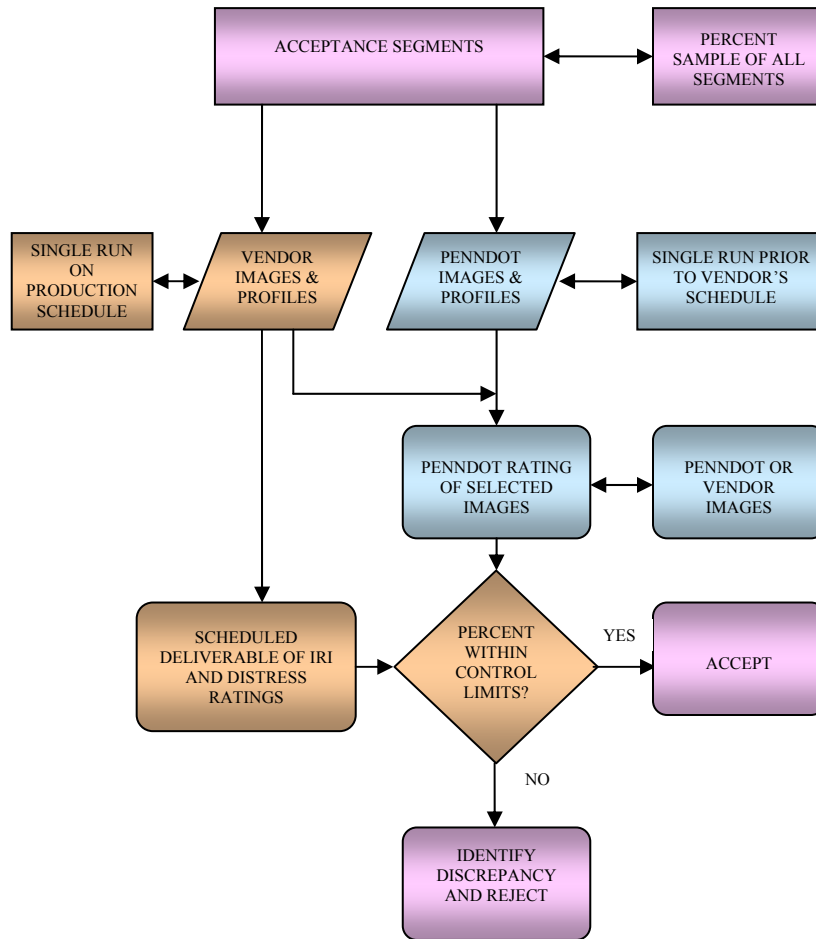 ACCEPTANCE SEGMENTS
PERCENT
SAMPLE OF ALL
SEGMENTS
SINGLE RUN
ON
PRODUCTION
SCHEDULE
VENDOR
IMAGES &
PROFILES
PENNDOT
IMAGES &
PROFILES
SINGLE RUN PRIOR
TO VENDOR’S
SCHEDULE
PENNDOT RATING
OF SELECTED
IMAGES
PENNDOT OR
VENDOR
IMAGES
SCHEDULED
DELIVERABLE OF IRI
AND DISTRESS
RATINGS
PERCENT
WITHIN
CONTROL
LIMITS?
YES
ACCEPT
NO
IDENTIFY
DISCREPANCY
AND REJECT